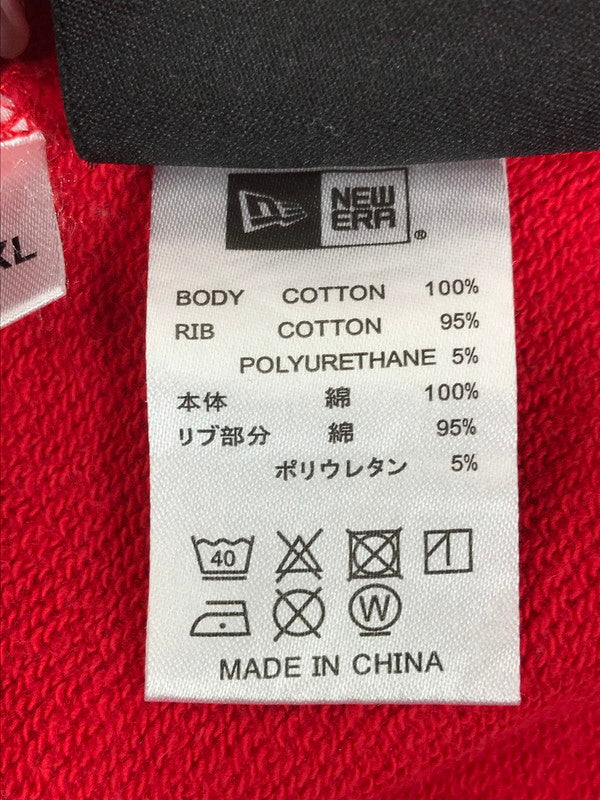 NEW
ERA
®
XL
BODY COTTON 100%
RIB COTTON 95%
POLYURETHANE 5%
本体 綿 100%
リブ部分 綿 95%
ポリウレタン 5%
40
W
MADE IN CHINA